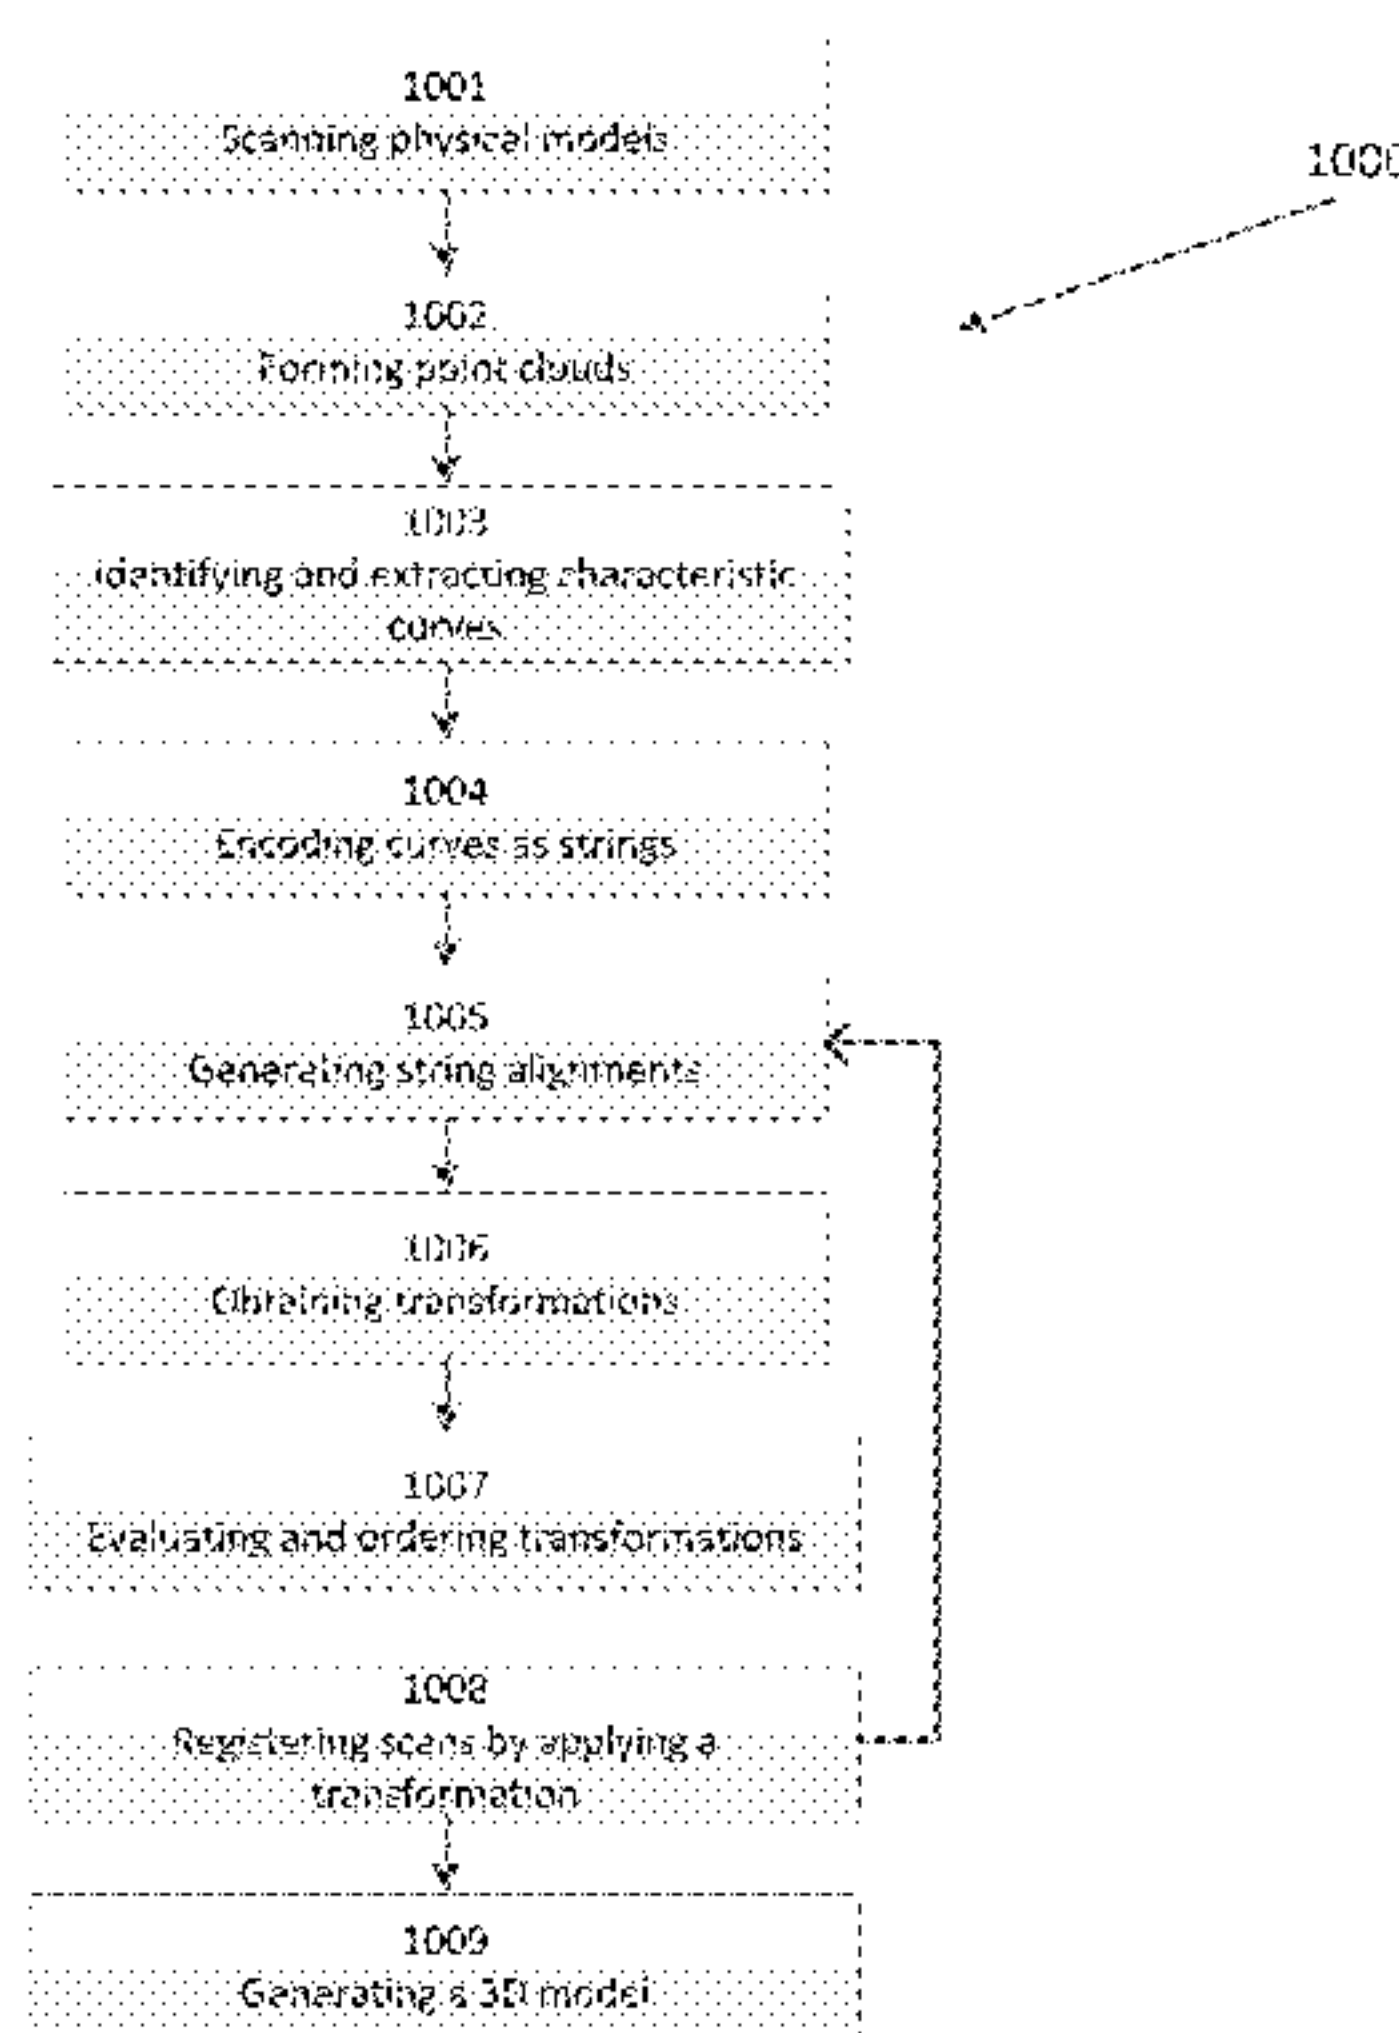 1001
Scanning physical models
1000
1002
Forming point clouds
1003
Identifying and extracting characteristic
curves
1004
Encoding curves as strings
1005
Generating string alignments
1006
Obtaining transformations
1007
Evaluating and ordering transformations
1008
Registering scans by applying a
transformation
1009
Generating a 3D model